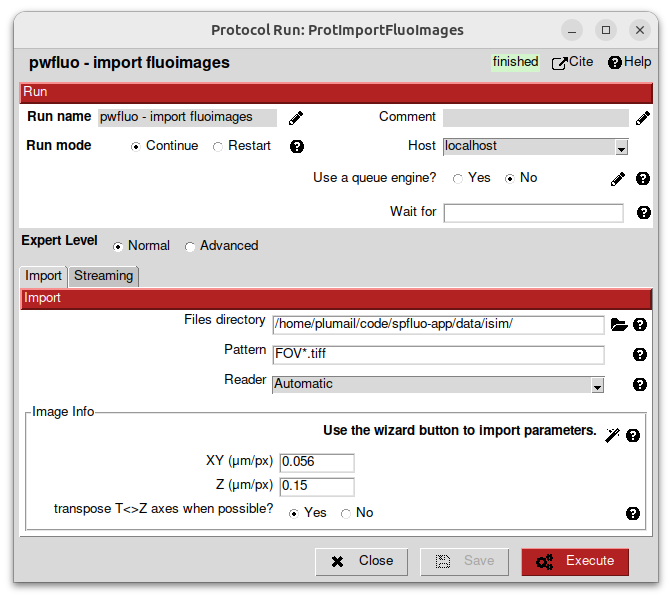 Protocol Run: ProtImportFluoImages
pwfluo - import fluoimages
finished Cite Help
Run
Run name pwfluo - import fluoimages Comment
Run mode Continue Restart Host localhost
Use a queue engine? Yes No
Wait for
Expert Level Normal Advanced
Import Streaming
Import
Files directory /home/plumail/code/spfluo-app/data/isim/
Pattern FOV*.tiff
Reader Automatic
Image Info
Use the wizard button to import parameters.
XY (µm/px) 0.056
Z (µm/px) 0.15
transpose T<>Z axes when possible? Yes No
Close Save Execute